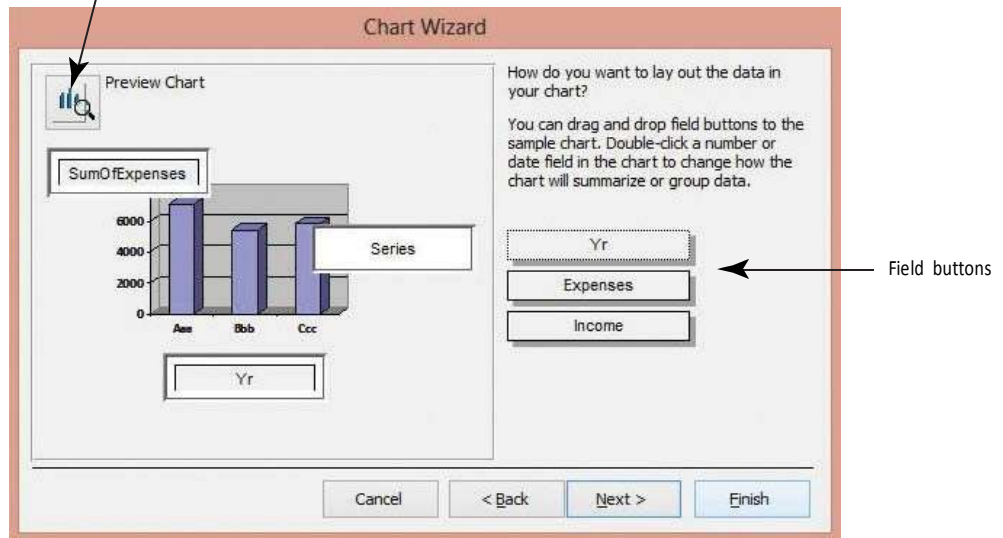 Chart Wizard
Preview Chart
SumOfExpenses
6000
4000
2000
0
Aaa Bbb Ccc
Series
Yr
How do you want to lay out the data in
your chart?
You can drag and drop field buttons to the
sample chart. Double-click a number or
date field in the chart to change how the
chart will summarize or group data.
Yr
Expenses
Income
Field buttons
Cancel
< Back
Next >
Finish